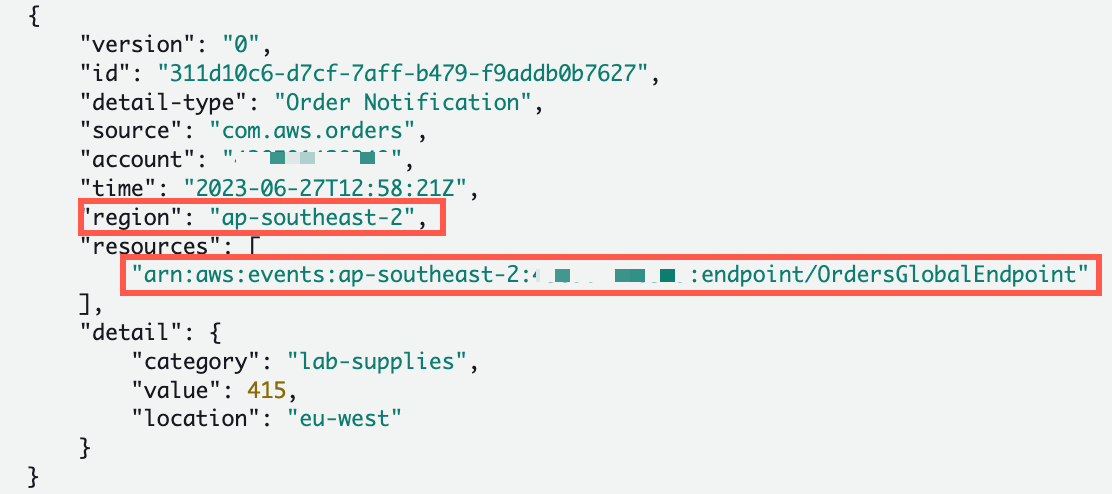 {
"version": "0",
"id": "311d10c6-d7cf-7aff-b479-f9addb0b7627",
"detail-type": "Order Notification",
"source": "com.aws.orders",
"account": "",
"time": "2023-06-27T12:58:21Z",
"region": "ap-southeast-2",
"resources": [
"arn:aws:events:ap-southeast-2: :endpoint/OrdersGlobalEndpoint"
],
"detail": {
"category": "lab-supplies",
"value": 415,
"location": "eu-west"
}
}